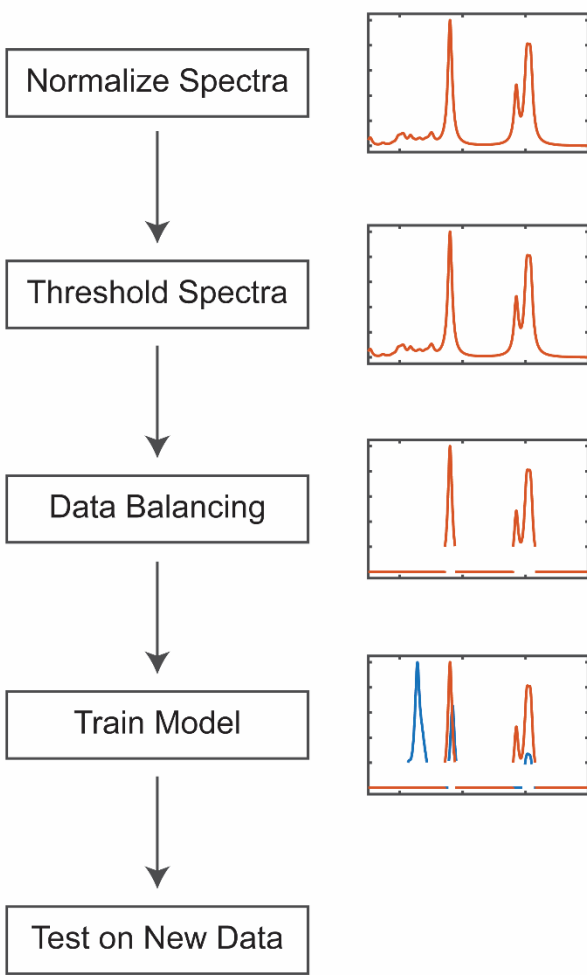 Normalize Spectra
Threshold Spectra
Data Balancing
Train Model
Test on New Data